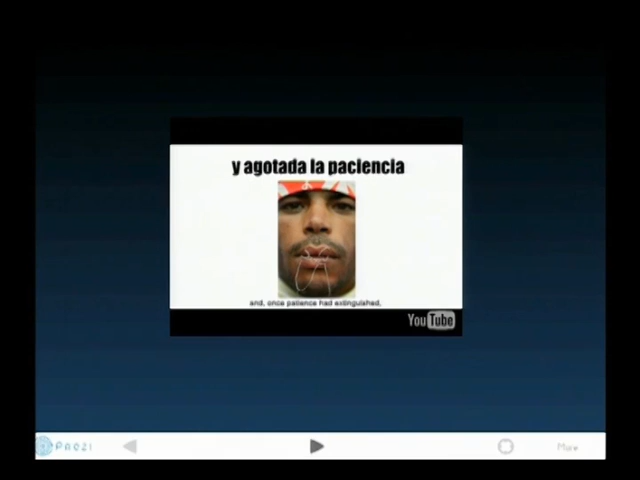 y agotada la paciencia
and, once patience had extinguished,
YouTube
PREZI
More